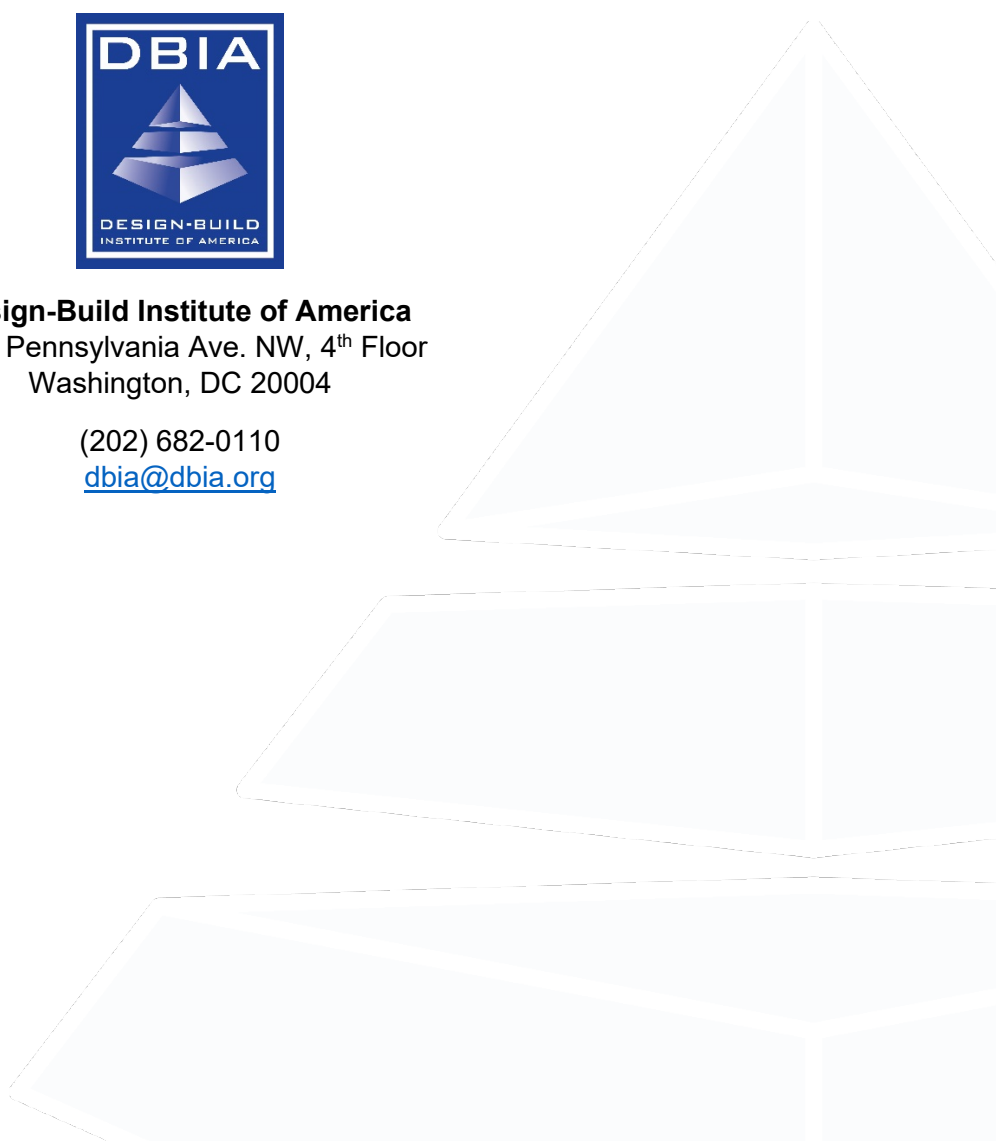 DBIA
DESIGN-BUILD
INSTITUTE OF AMERICA
ign-Build Institute of America
Pennsylvania Ave. NW, 4th Floor
Washington, DC 20004
(202) 682-0110
dbia@dbia.org